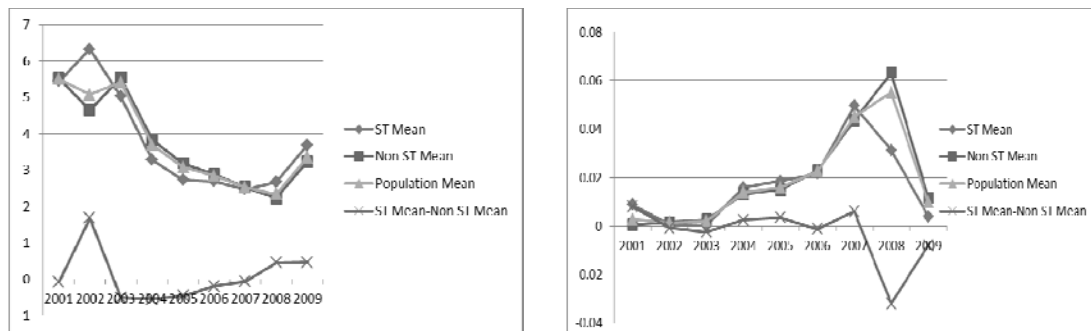 7
6
5
4
3
2
1
0
1
2001 2002 2003 2004 2005 2006 2007 2008 2009
ST Mean
Non ST Mean
Population Mean
ST Mean-Non ST Mean
0.08
0.06
0.04
0.02
0
0.02
-0.04
2001 2002 2003 2004 2005 2006 2007 2008 2009
ST Mean
Non ST Mean
Population Mean
ST Mean-Non ST Mean